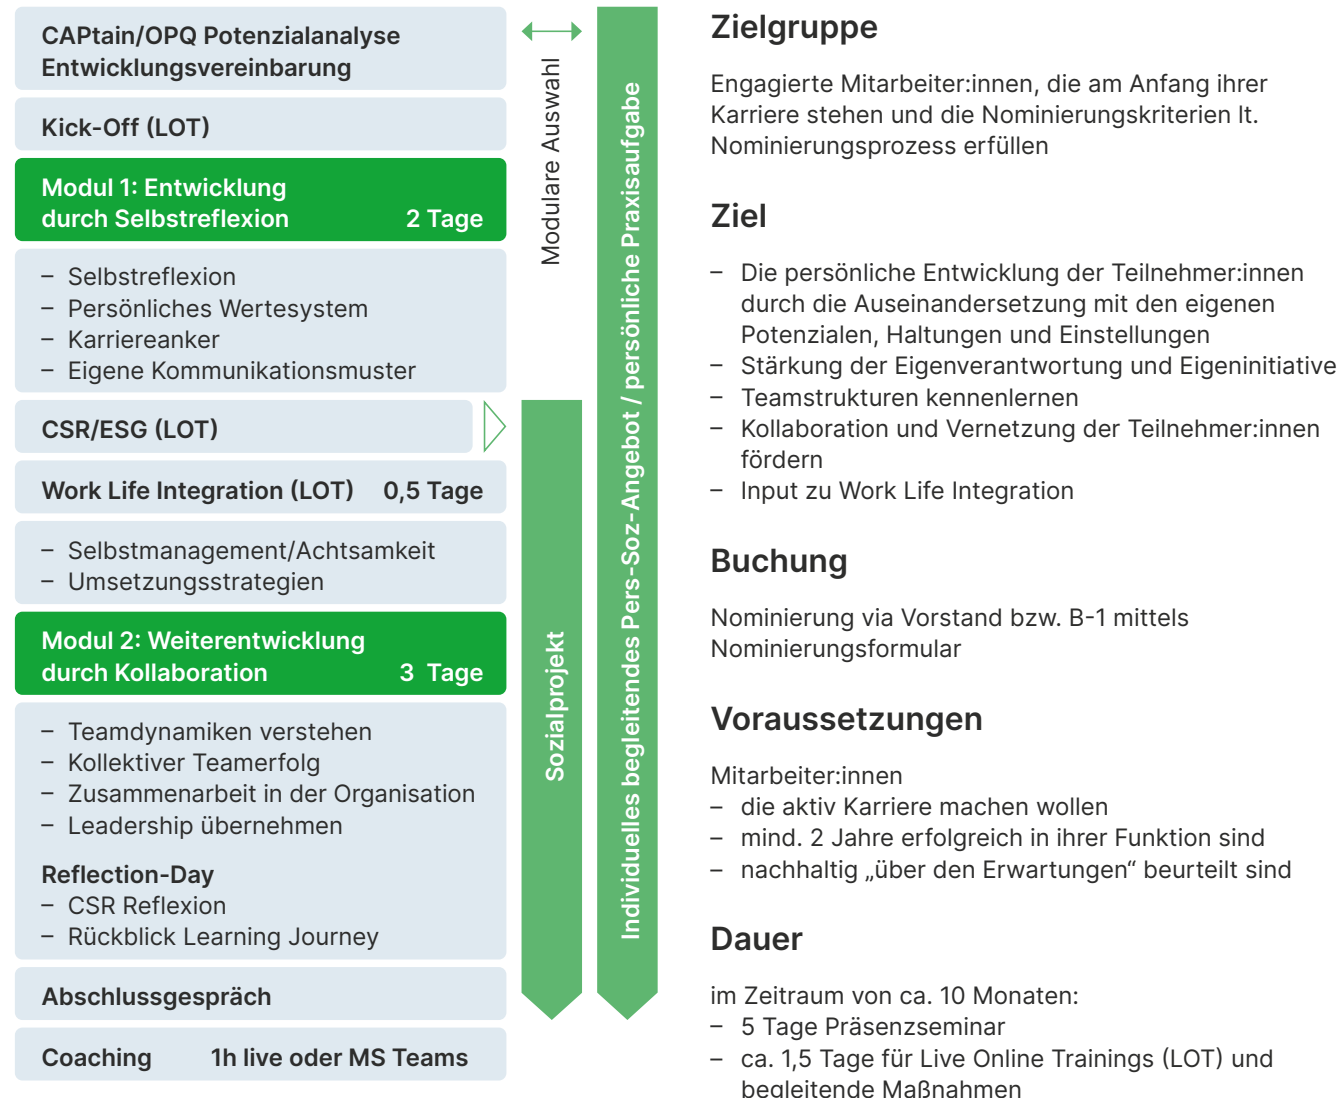 CAPtain/OPQ Potenzialanalyse
Entwicklungsvereinbarung
Kick-Off (LOT)
Modul 1: Entwicklung
durch Selbstreflexion 2 Tage
– Selbstreflexion
– Persönliches Wertesystem
– Karriereanker
– Eigene Kommunikationsmuster
CSR/ESG (LOT)
Work Life Integration (LOT) 0,5 Tage
– Selbstmanagement/Achtsamkeit
– Umsetzungsstrategien
Modul 2: Weiterentwicklung
durch Kollaboration 3 Tage
– Teamdynamiken verstehen
– Kollektiver Teamerfolg
– Zusammenarbeit in der Organisation
– Leadership übernehmen
Reflection-Day
– CSR Reflexion
– Rückblick Learning Journey
Abschlussgespräch
Coaching 1h live oder MS Teams
Modulare Auswahl
Sozialprojekt
Individuelles begleitendes Pers-Soz-Angebot / persönliche Praxisaufgabe
Zielgruppe
Engagierte Mitarbeiter:innen, die am Anfang ihrer
Karriere stehen und die Nominierungskriterien lt.
Nominierungsprozess erfüllen
Ziel
– Die persönliche Entwicklung der Teilnehmer:innen
durch die Auseinandersetzung mit den eigenen
Potenzialen, Haltungen und Einstellungen
– Stärkung der Eigenverantwortung und Eigeninitiative
– Teamstrukturen kennenlernen
– Kollaboration und Vernetzung der Teilnehmer:innen
fördern
– Input zu Work Life Integration
Buchung
Nominierung via Vorstand bzw. B-1 mittels
Nominierungsformular
Voraussetzungen
Mitarbeiter:innen
– die aktiv Karriere machen wollen
– mind. 2 Jahre erfolgreich in ihrer Funktion sind
– nachhaltig „über den Erwartungen“ beurteilt sind
Dauer
im Zeitraum von ca. 10 Monaten:
– 5 Tage Präsenzseminar
– ca. 1,5 Tage für Live Online Trainings (LOT) und
begleitende Maßnahmen